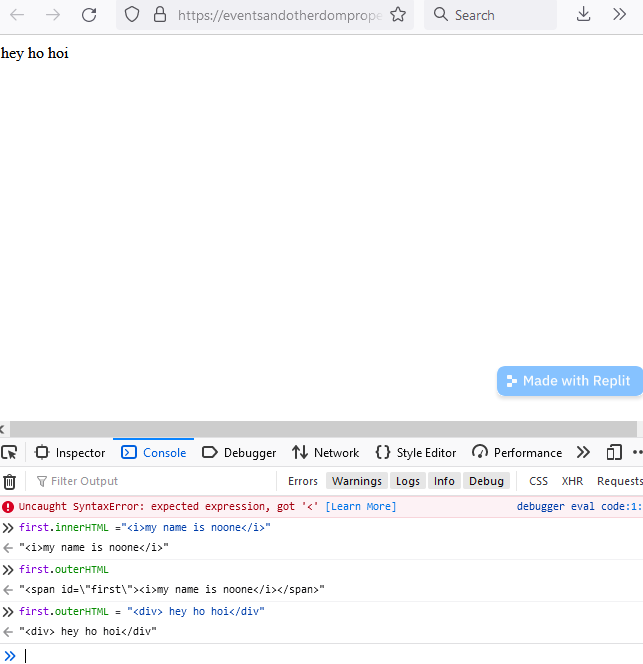 https://eventsandotherdomprope
Search
hey ho hoi
Made with Replit
Inspector
Console
Debugger
Network
Style Editor
Performance
Filter Output
Errors
Warnings
Logs
Info
Debug
CSS
XHR
Requests
Uncaught SyntaxError: expected expression, got '<' [Learn More]
debugger eval code:1:
first.innerHTML ="<i>my name is noone</i>"
"<i>my name is noone</i>"
first.outerHTML
"<span id=\"first\"><i>my name is noone</i></span>"
first.outerHTML = "<div> hey ho hoi</div"
"<div> hey ho hoi</div"